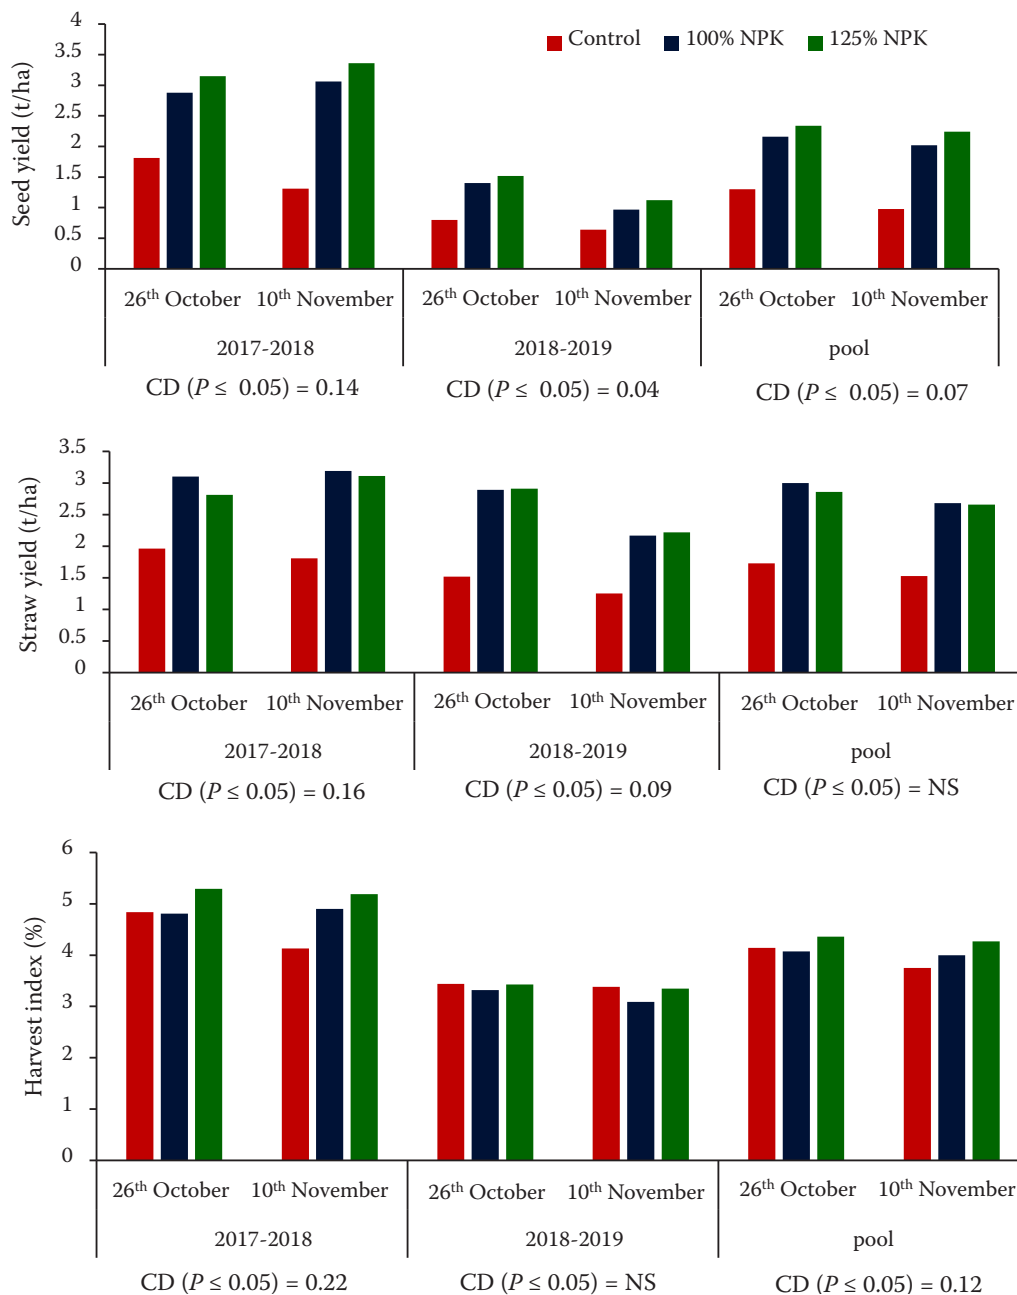 Control 100% NPK 125% NPK
Seed yield (t/ha)
4
3.5
3
2.5
2
1.5
1
0.5
0
26th October 10th November 26th October 10th November 26th October 10th November
2017-2018 2018-2019 pool
CD (P ≤ 0.05) = 0.14 CD (P ≤ 0.05) = 0.04 CD (P ≤ 0.05) = 0.07
Straw yield (t/ha)
3.5
3
2.5
2
1.5
1
0.5
0
26th October 10th November 26th October 10th November 26th October 10th November
2017-2018 2018-2019 pool
CD (P ≤ 0.05) = 0.16 CD (P ≤ 0.05) = 0.09 CD (P ≤ 0.05) = NS
Harvest index (%)
6
5
4
3
2
1
0
26th October 10th November 26th October 10th November 26th October 10th November
2017-2018 2018-2019 pool
CD (P ≤ 0.05) = 0.22 CD (P ≤ 0.05) = NS CD (P ≤ 0.05) = 0.12